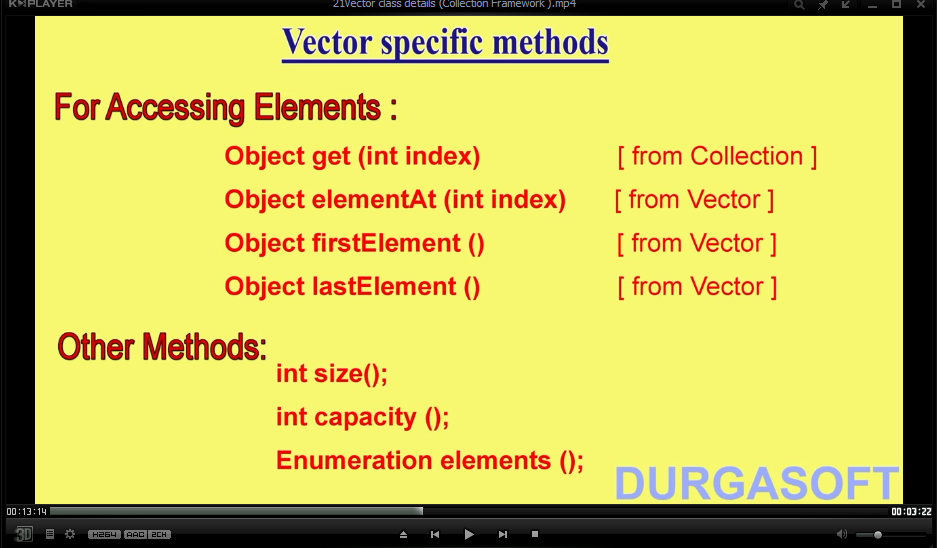 K▶MPLAYER
21Vector class details (Collection Framework ).mp4
Vector specific methods
For Accessing Elements :
Object get (int index) [ from Collection ]
Object elementAt (int index) [ from Vector ]
Object firstElement () [ from Vector ]
Object lastElement () [ from Vector ]
Other Methods:
int size();
int capacity ();
Enumeration elements ();
DURGASOFT
00:13:14 00:03:22
3D H264 AAC 2CH